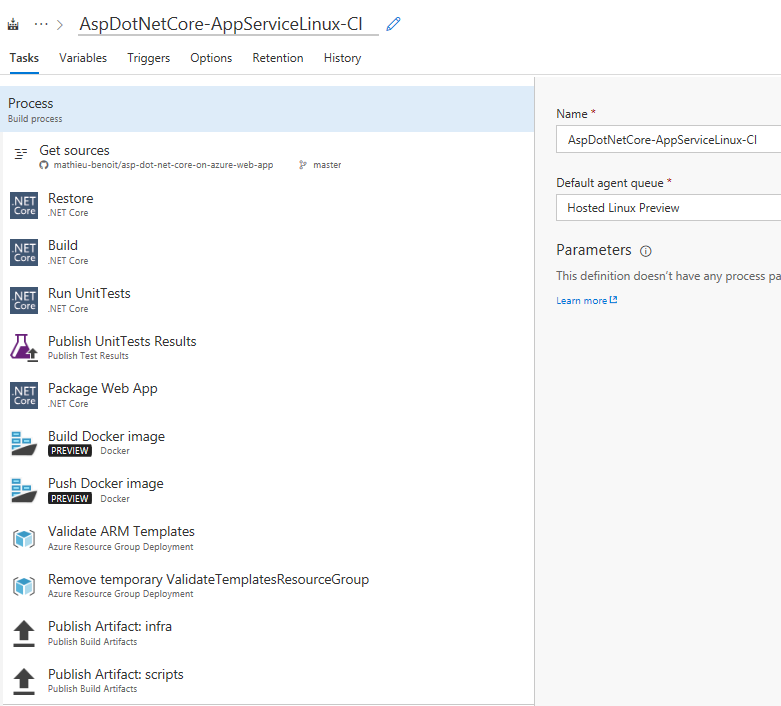 ··· > AspDotNetCore-AppServiceLinux-CI
Tasks Variables Triggers Options Retention History
Process
Build process
Get sources
mathieu-benoit/asp-dot-net-core-on-azure-web-app master
.NET Core
Restore
.NET Core
.NET Core
Build
.NET Core
.NET Core
Run UnitTests
.NET Core
Publish UnitTests Results
Publish Test Results
.NET Core
Package Web App
.NET Core
Build Docker image
PREVIEW Docker
Push Docker image
PREVIEW Docker
Validate ARM Templates
Azure Resource Group Deployment
Remove temporary ValidateTemplatesResourceGroup
Azure Resource Group Deployment
Publish Artifact: infra
Publish Build Artifacts
Publish Artifact: scripts
Publish Build Artifacts
Name *
AspDotNetCore-AppServiceLinux-CI
Default agent queue *
Hosted Linux Preview
Parameters
This definition doesn't have any process pa
Learn more